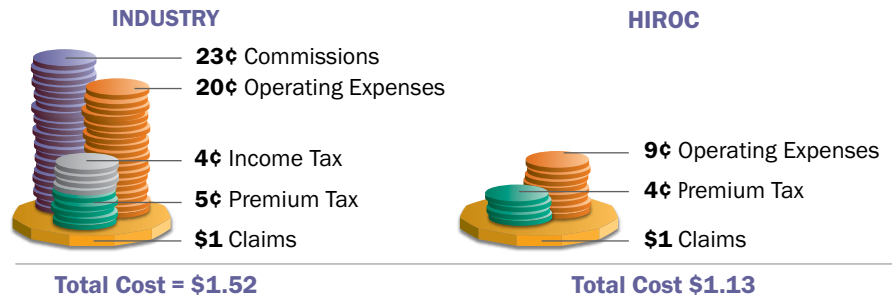 INDUSTRY
23¢ Commissions
20¢ Operating Expenses
4¢ Income Tax
5¢ Premium Tax
$1 Claims
Total Cost = $1.52
HIROC
9¢ Operating Expenses
4¢ Premium Tax
$1 Claims
Total Cost $1.13